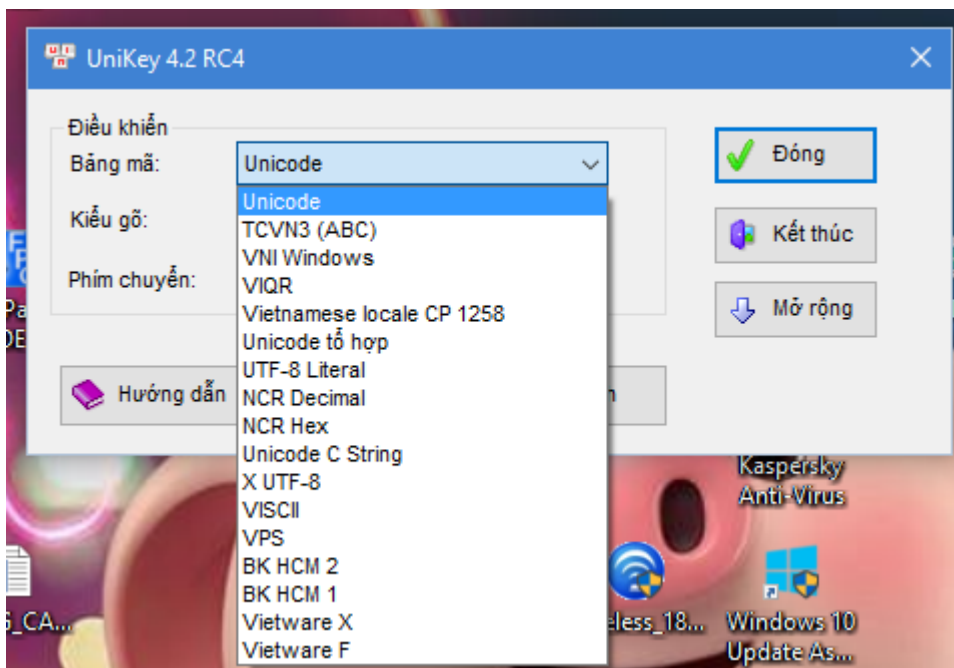 UniKey 4.2 RC4
Điều khiển
Bảng mã:
Unicode
Đóng
Kiểu gõ:
Kết thúc
Phím chuyển:
Mở rộng
Hướng dẫn
Unicode
TCVN3 (ABC)
VNI Windows
VIQR
Vietnamese locale CP 1258
Unicode tổ hợp
UTF-8 Literal
NCR Decimal
NCR Hex
Unicode C String
X UTF-8
VISCII
VPS
BK HCM 2
BK HCM 1
Vietware X
Vietware F
Kaspersky
Anti-Virus
Windows 10
Update As...